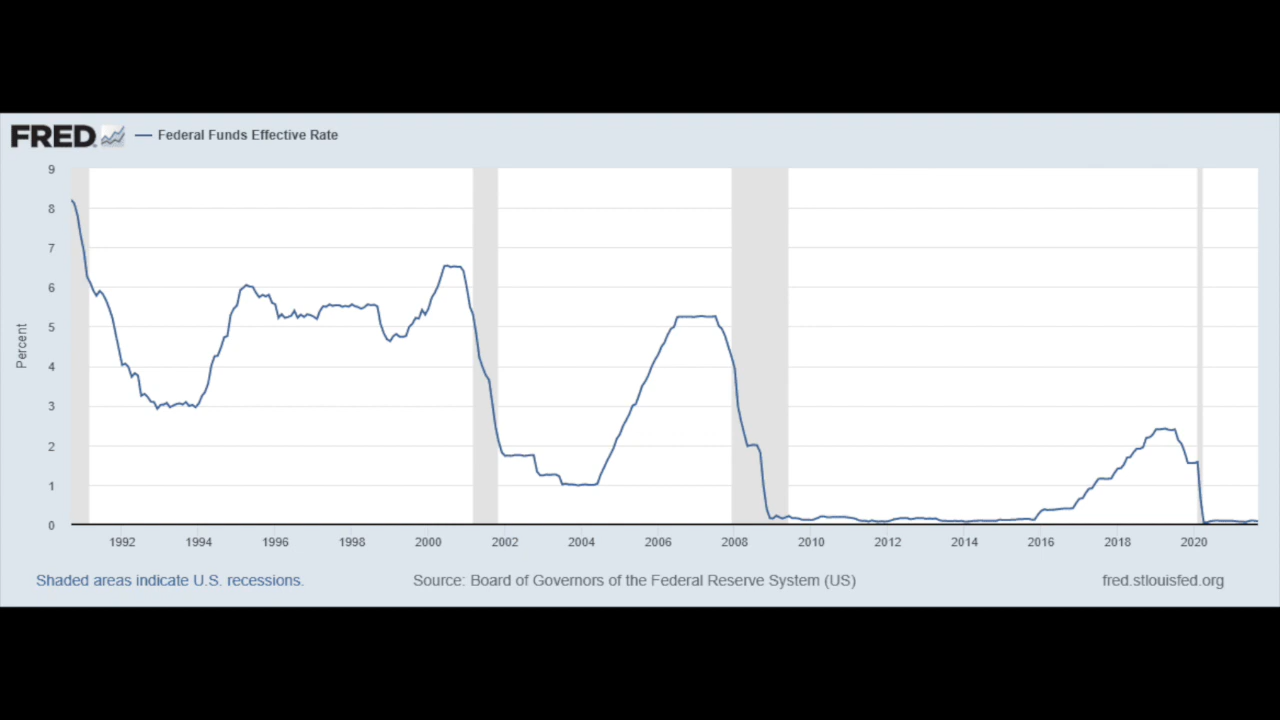 FRED
Federal Funds Effective Rate
Percent
9
8
7
6
5
4
3
2
1
0
1992 1994 1996 1998 2000 2002 2004 2006 2008 2010 2012 2014 2016 2018 2020
Shaded areas indicate U.S. recessions. Source: Board of Governors of the Federal Reserve System (US) fred.stlouisfed.org